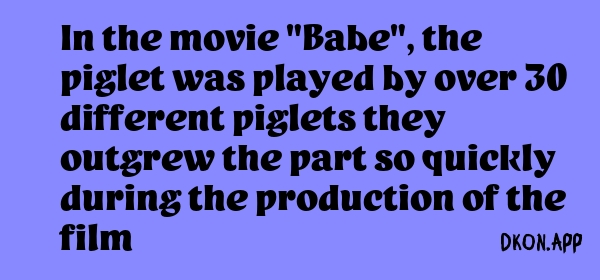 In the movie "Babe", the
piglet was played by over 30
different piglets they
outgrew the part so quickly
during the production of the
film
DKON.APP